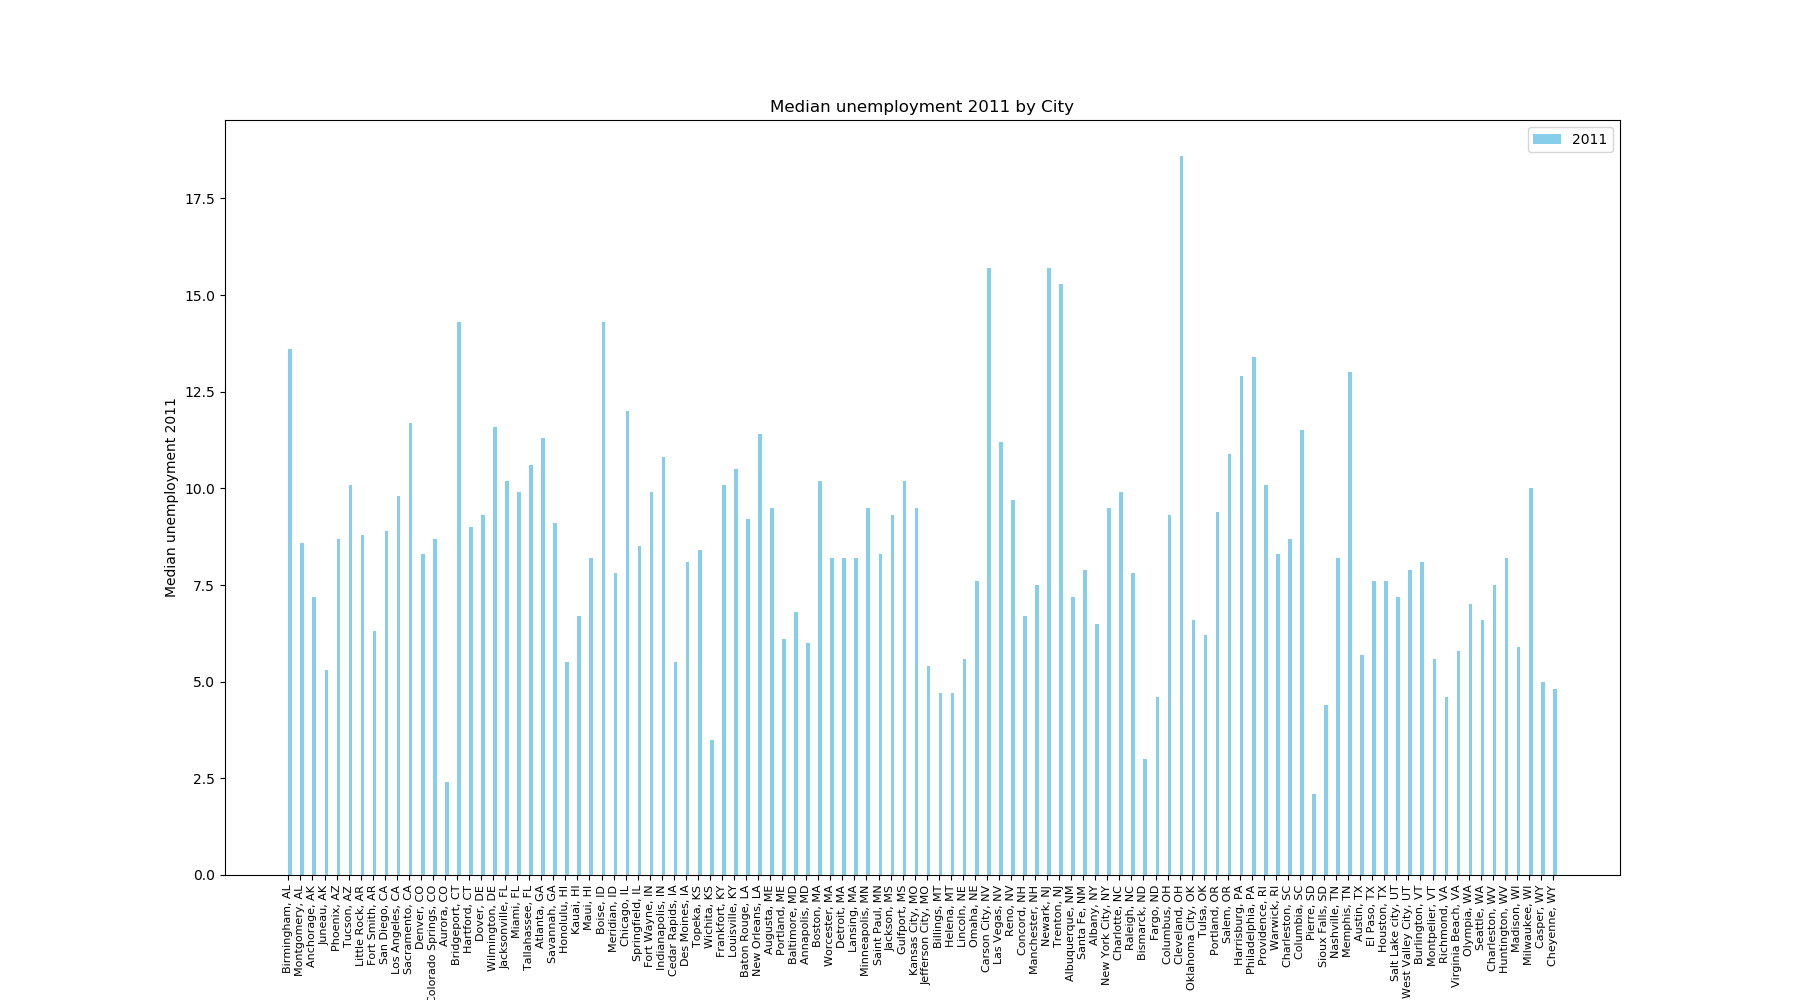 Median unemployment 2011 by City
2011
Median unemployment 2011
17.5
15.0
12.5
10.0
7.5
5.0
2.5
0.0
Birmingham, AL
Montgomery, AL
Anchorage, AK
Juneau, AK
Phoenix, AZ
Tucson, AZ
Little Rock, AR
Fort Smith, AR
San Diego, CA
Los Angeles, CA
Sacramento, CA
Denver, CO
Colorado Springs, CO
Aurora, CO
Bridgeport, CT
Hartford, CT
Dover, DE
Wilmington, DE
Jacksonville, FL
Miami, FL
Tallahassee, FL
Atlanta, GA
Savannah, GA
Honolulu, HI
Kauai, HI
Maui, HI
Boise, ID
Meridian, ID
Chicago, IL
Springfield, IL
Fort Wayne, IN
Indianapolis, IN
Cedar Rapids, IA
Des Moines, IA
Topeka, KS
Wichita, KS
Frankfort, KY
Louisville, KY
Baton Rouge, LA
New Orleans, LA
Augusta, ME
Portland, ME
Baltimore, MD
Annapolis, MD
Boston, MA
Worcester, MA
Detroit, MA
Lansing, MA
Minneapolis, MN
Saint Paul, MN
Jackson, MS
Gulfport, MS
Kansas City, MO
Jefferson City, MO
Billings, MT
Helena, MT
Lincoln, NE
Omaha, NE
Carson City, NV
Las Vegas, NV
Reno, NV
Concord, NH
Manchester, NH
Newark, NJ
Trenton, NJ
Albuquerque, NM
Santa Fe, NM
Albany, NY
New York City, NY
Charlotte, NC
Raleigh, NC
Bismarck, ND
Fargo, ND
Columbus, OH
Cleveland, OH
Oklahoma City, OK
Tulsa, OK
Portland, OR
Salem, OR
Harrisburg, PA
Philadelphia, PA
Providence, RI
Warwick, RI
Charleston, SC
Columbia, SC
Pierre, SD
Sioux Falls, SD
Nashville, TN
Memphis, TN
Austin, TX
El Paso, TX
Houston, TX
Salt Lake city, UT
West Valley City, UT
Burlington, VT
Montpelier, VT
Richmond, VA
Virginia Beach, VA
Olympia, WA
Seattle, WA
Charleston, WV
Huntington, WV
Madison, WI
Milwaukee, WI
Casper, WY
Cheyenne, WY